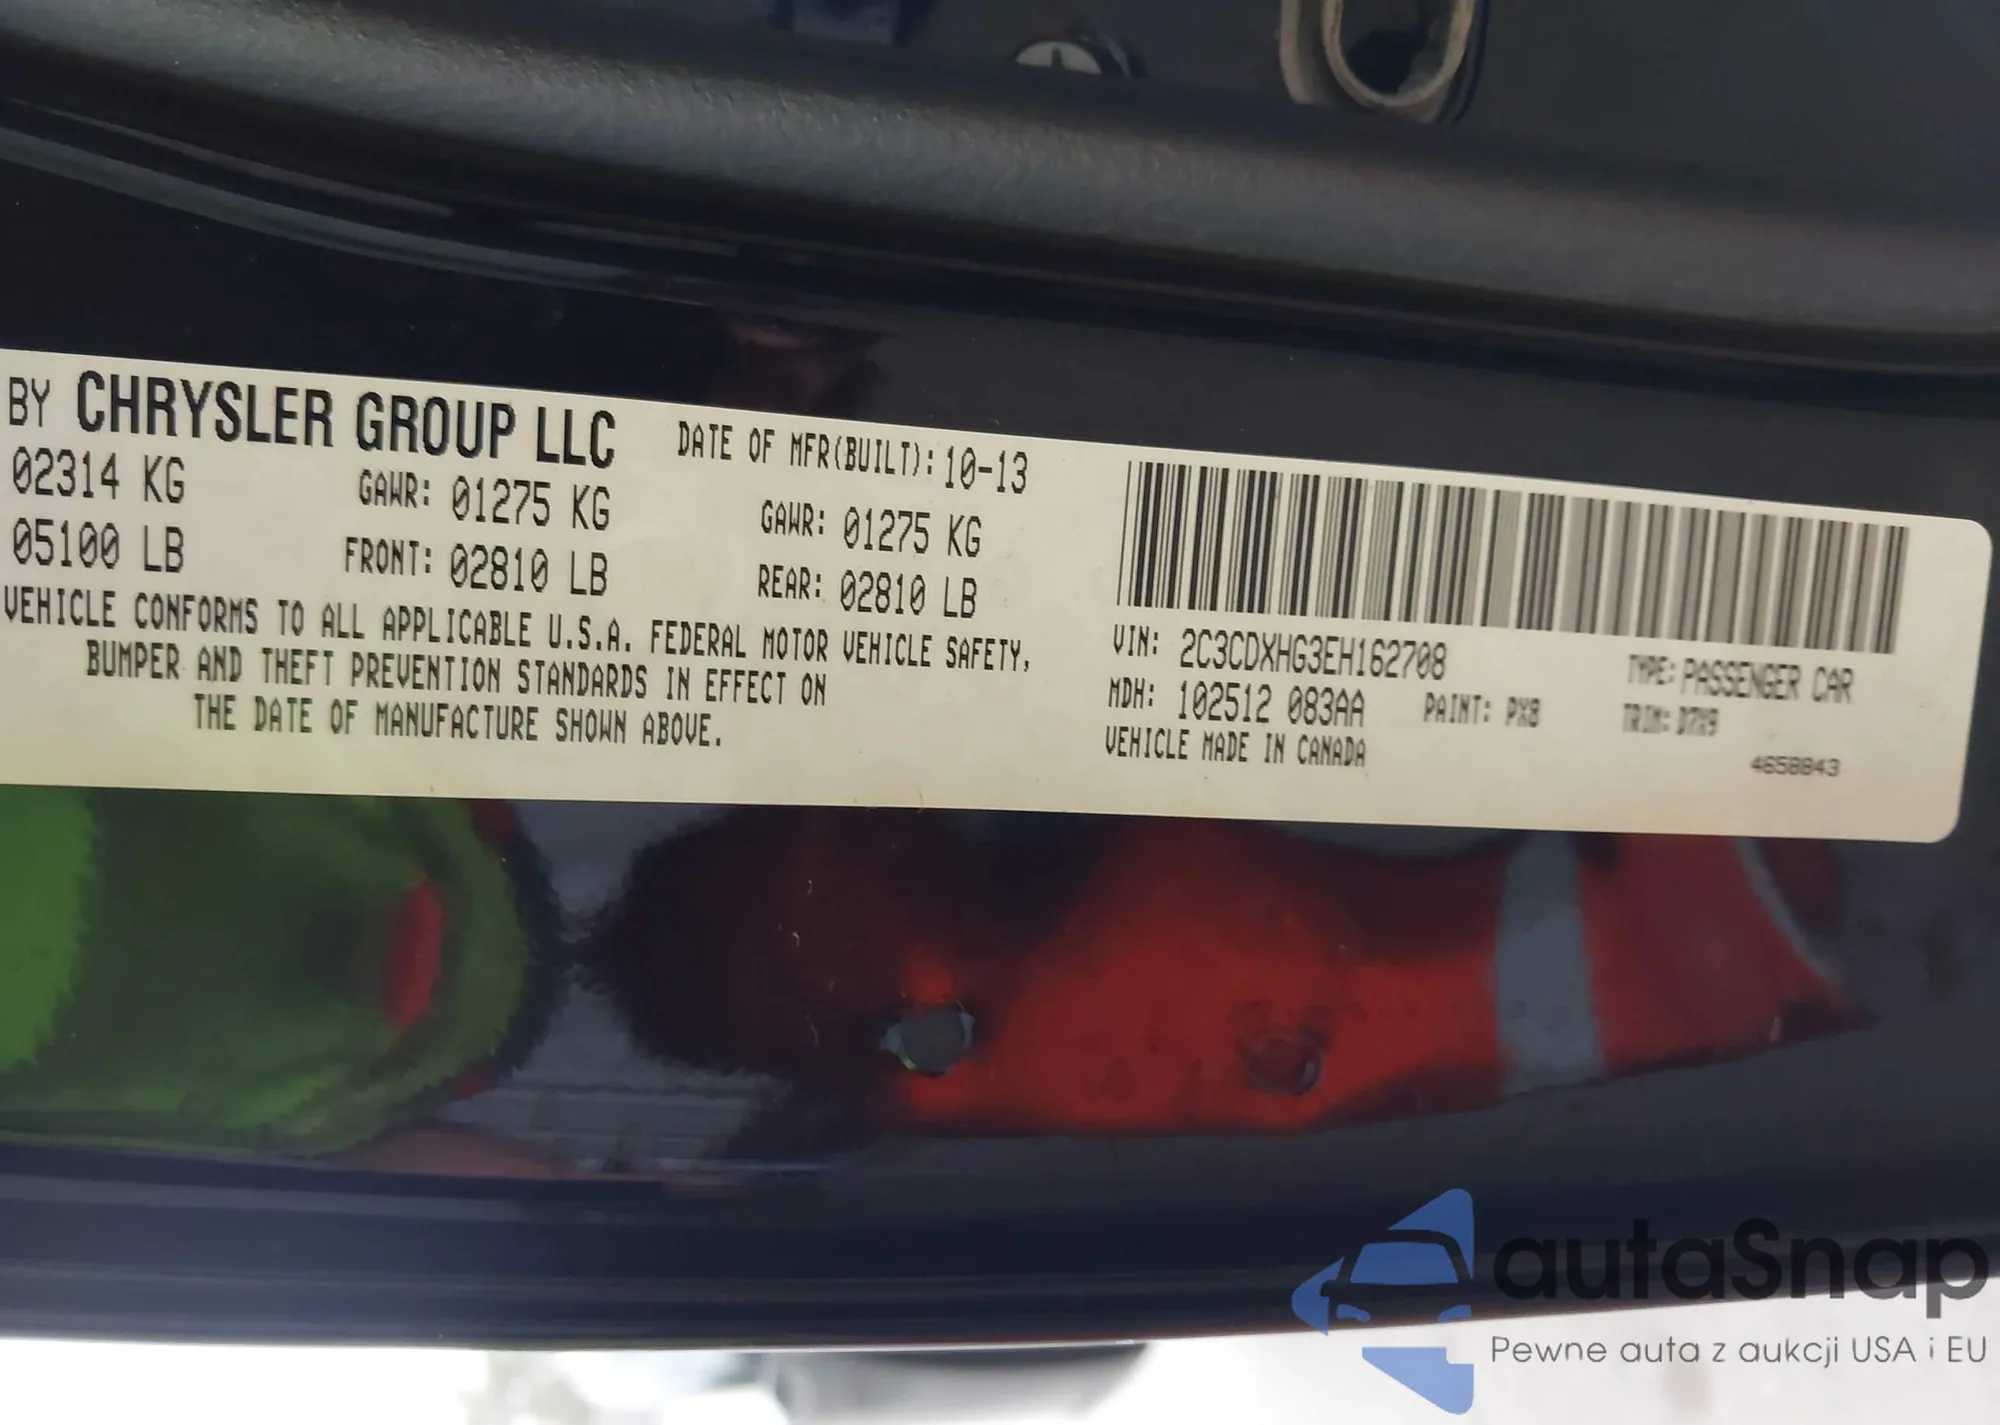 BY CHRYSLER GROUP LLC DATE OF MFR(BUILT): 10-13
02314 KG GAWR: 01275 KG GAWR: 01275 KG
05100 LB FRONT: 02810 LB REAR: 02810 LB
VEHICLE CONFORMS TO ALL APPLICABLE U.S.A. FEDERAL MOTOR VEHICLE SAFETY,
BUMPER AND THEFT PREVENTION STANDARDS IN EFFECT ON
THE DATE OF MANUFACTURE SHOWN ABOVE.
VIN: 2C3CDXHG3EH162708 TYPE: PASSENGER CAR
MDH: 102512 083AA PAINT: PX8 TRIM: D7X9
VEHICLE MADE IN CANADA 4658843
autaSnap
Pewne auta z aukcji USA i EU